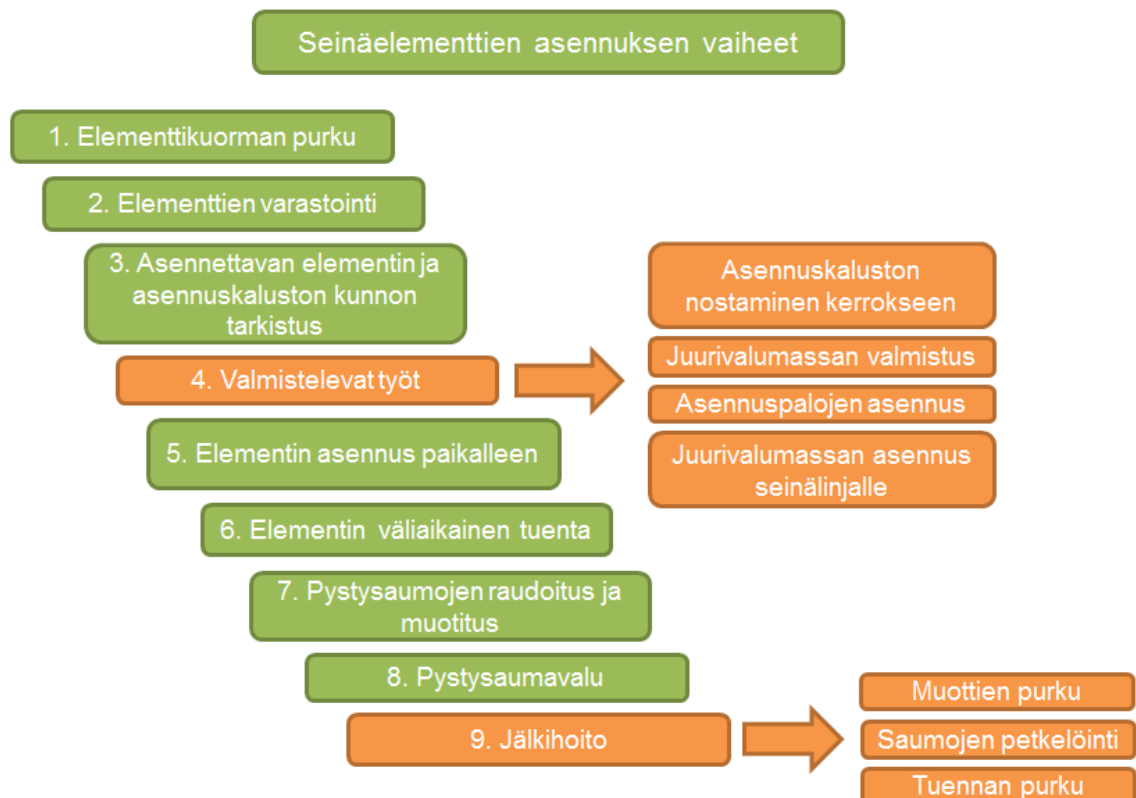 Seinäelementtien asennuksen vaiheet
1. Elementtikuorman purku
2. Elementtien varastointi
3. Asennettavan elementin ja
asennuskaluston kunnon
tarkistus
4. Valmistelevat työt
Asennuskaluston
nostaminen kerrokseen
Juurivalumassan valmistus
Asennuspalojen asennus
Juurivalumassan asennus
seinälinjalle
5. Elementin asennus paikalleen
6. Elementin väliaikainen tuenta
7. Pystysaumojen raudoitus ja
muotitus
8. Pystysaumavalu
9. Jälkihoito
Muottien purku
Saumojen petkelöinti
Tuennan purku